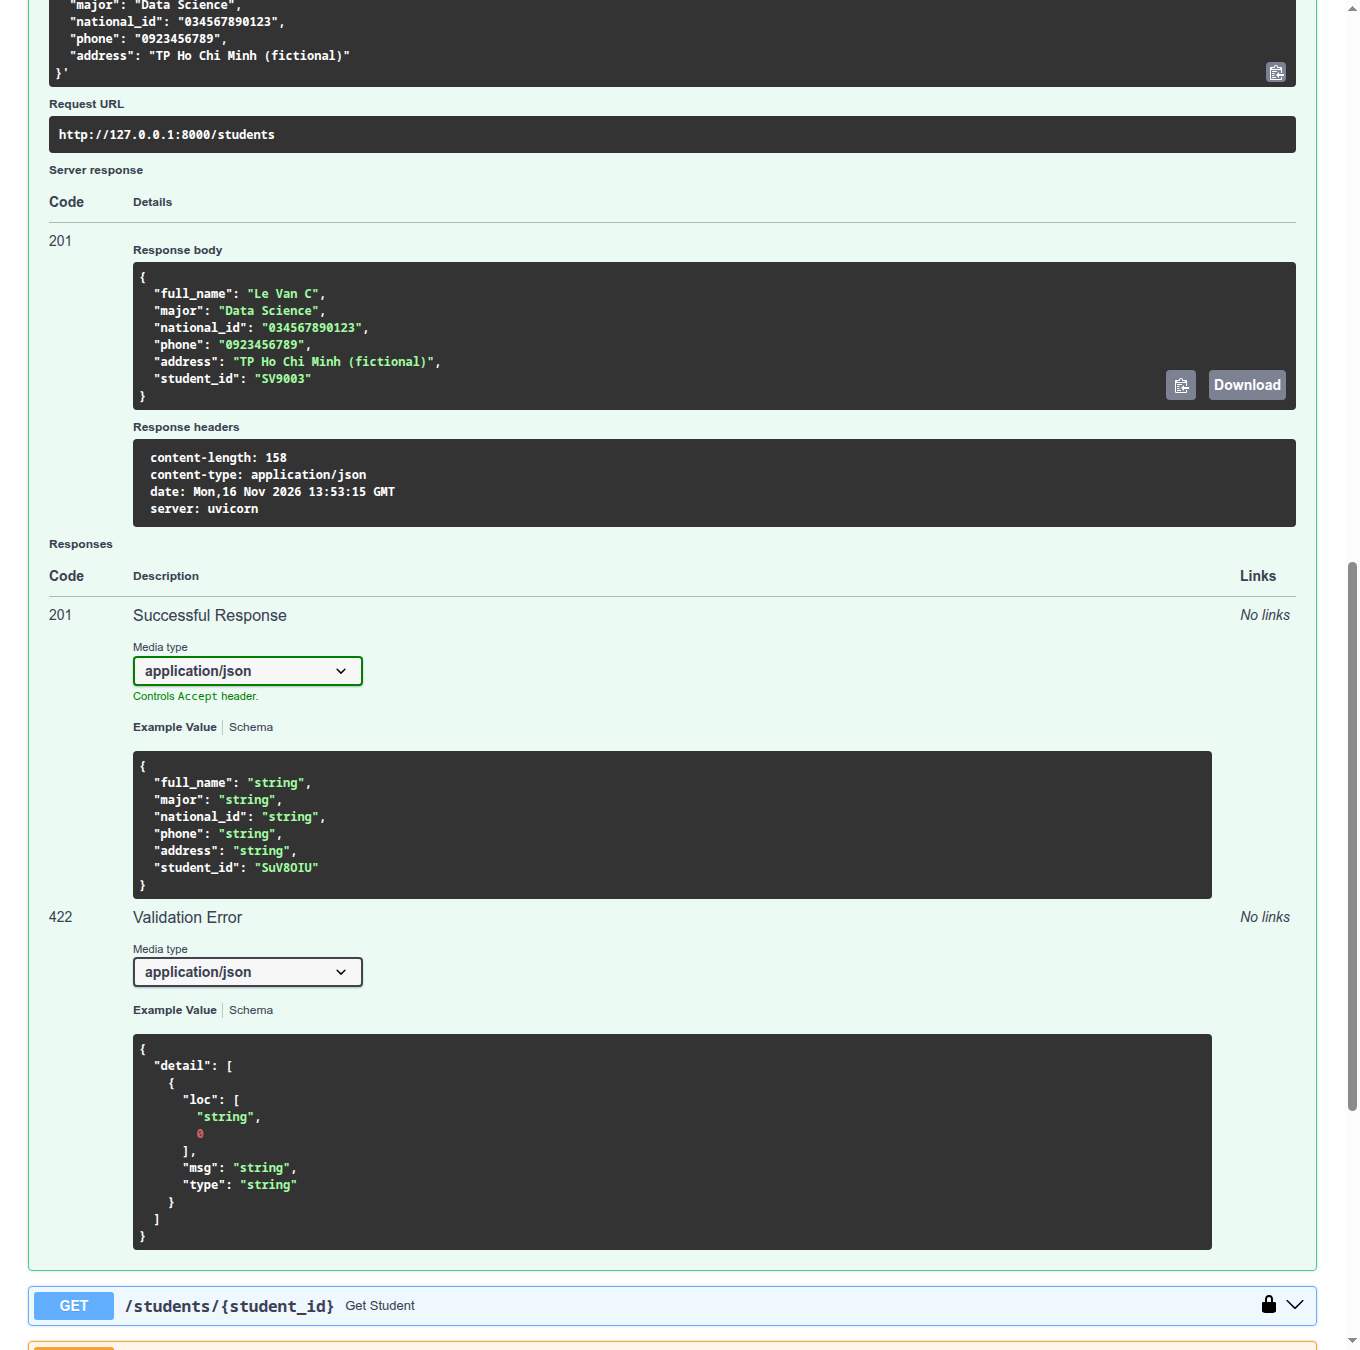 "major": "Data Science",
"national_id": "034567890123",
"phone": "0923456789",
"address": "TP Ho Chi Minh (fictional)"
}'
Request URL
http://127.0.0.1:8000/students
Server response
Code Details
201
Response body
{
"full_name": "Le Van C",
"major": "Data Science",
"national_id": "034567890123",
"phone": "0923456789",
"address": "TP Ho Chi Minh (fictional)",
"student_id": "SV9003"
}
Download
Response headers
content-length: 158
content-type: application/json
date: Mon,16 Nov 2026 13:53:15 GMT
server: uvicorn
Responses
Code Description Links
201 Successful Response No links
Media type
application/json
Controls Accept header.
Example Value Schema
{
"full_name": "string",
"major": "string",
"national_id": "string",
"phone": "string",
"address": "string",
"student_id": "SuV8OIU"
}
422 Validation Error No links
Media type
application/json
Example Value Schema
{
"detail": [
{
"loc": [
"string",
0
],
"msg": "string",
"type": "string"
}
]
}
GET /students/{student_id} Get Student